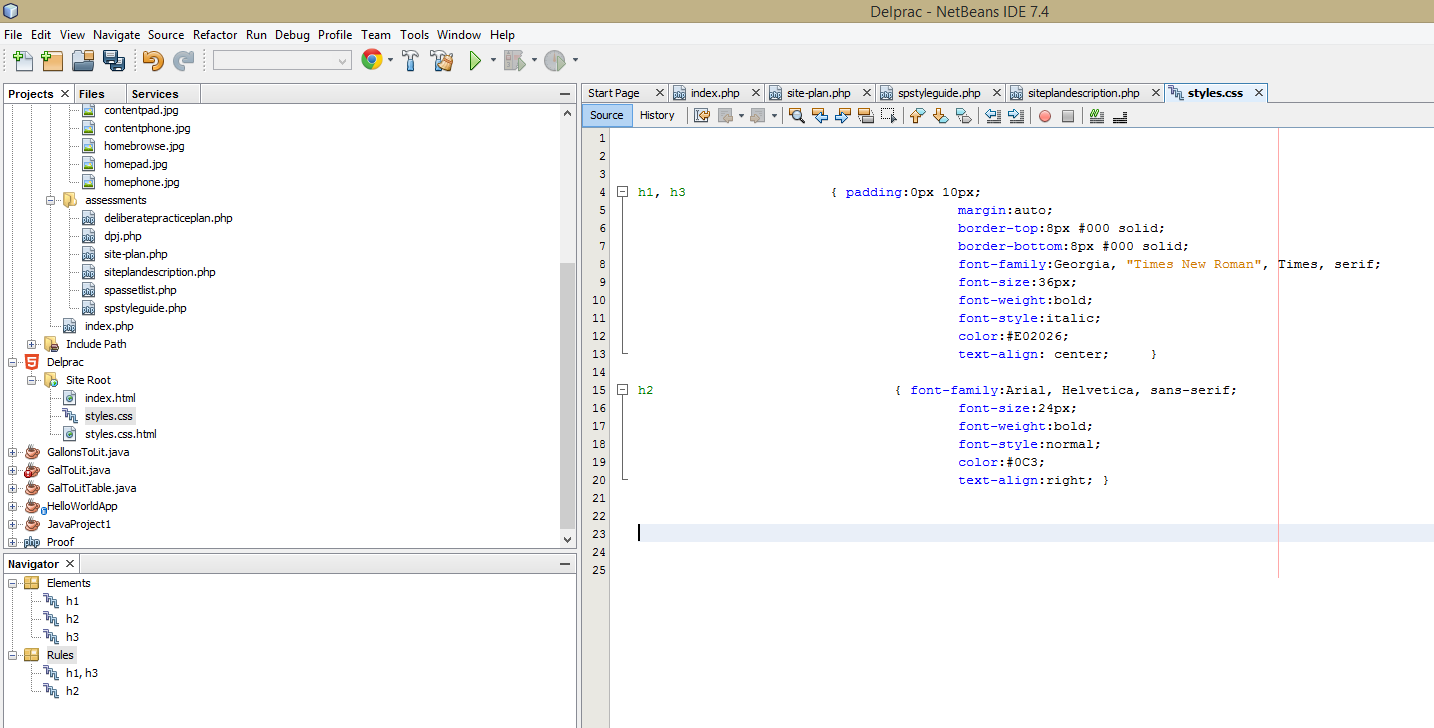 Delprac - NetBeans IDE 7.4
File Edit View Navigate Source Refactor Run Debug Profile Team Tools Window Help
Projects Files Services
contentpad.jpg
contentphone.jpg
homebrowse.jpg
homepad.jpg
homephone.jpg
assessments
deliberatepracticeplan.php
dpj.php
site-plan.php
siteplandescription.php
spassetlist.php
spstyleguide.php
index.php
Include Path
Delprac
Site Root
index.html
styles.css
styles.css.html
GallonsToLit.java
GalToLit.java
GalToLitTable.java
HelloWorldApp
JavaProject1
php Proof
Navigator
Elements
h1
h2
h3
Rules
h1, h3
h2
Start Page index.php site-plan.php spstyleguide.php siteplandescription.php styles.css
Source History
1
2
3
4 h1, h3 { padding:0px 10px;
5 margin:auto;
6 border-top:8px #000 solid;
7 border-bottom:8px #000 solid;
8 font-family:Georgia, "Times New Roman", Times, serif;
9 font-size:36px;
10 font-weight:bold;
11 font-style:italic;
12 color:#E02026;
13 text-align: center; }
14
15 h2 { font-family:Arial, Helvetica, sans-serif;
16 font-size:24px;
17 font-weight:bold;
18 font-style:normal;
19 color:#0C3;
20 text-align:right; }
21
22
23
24
25